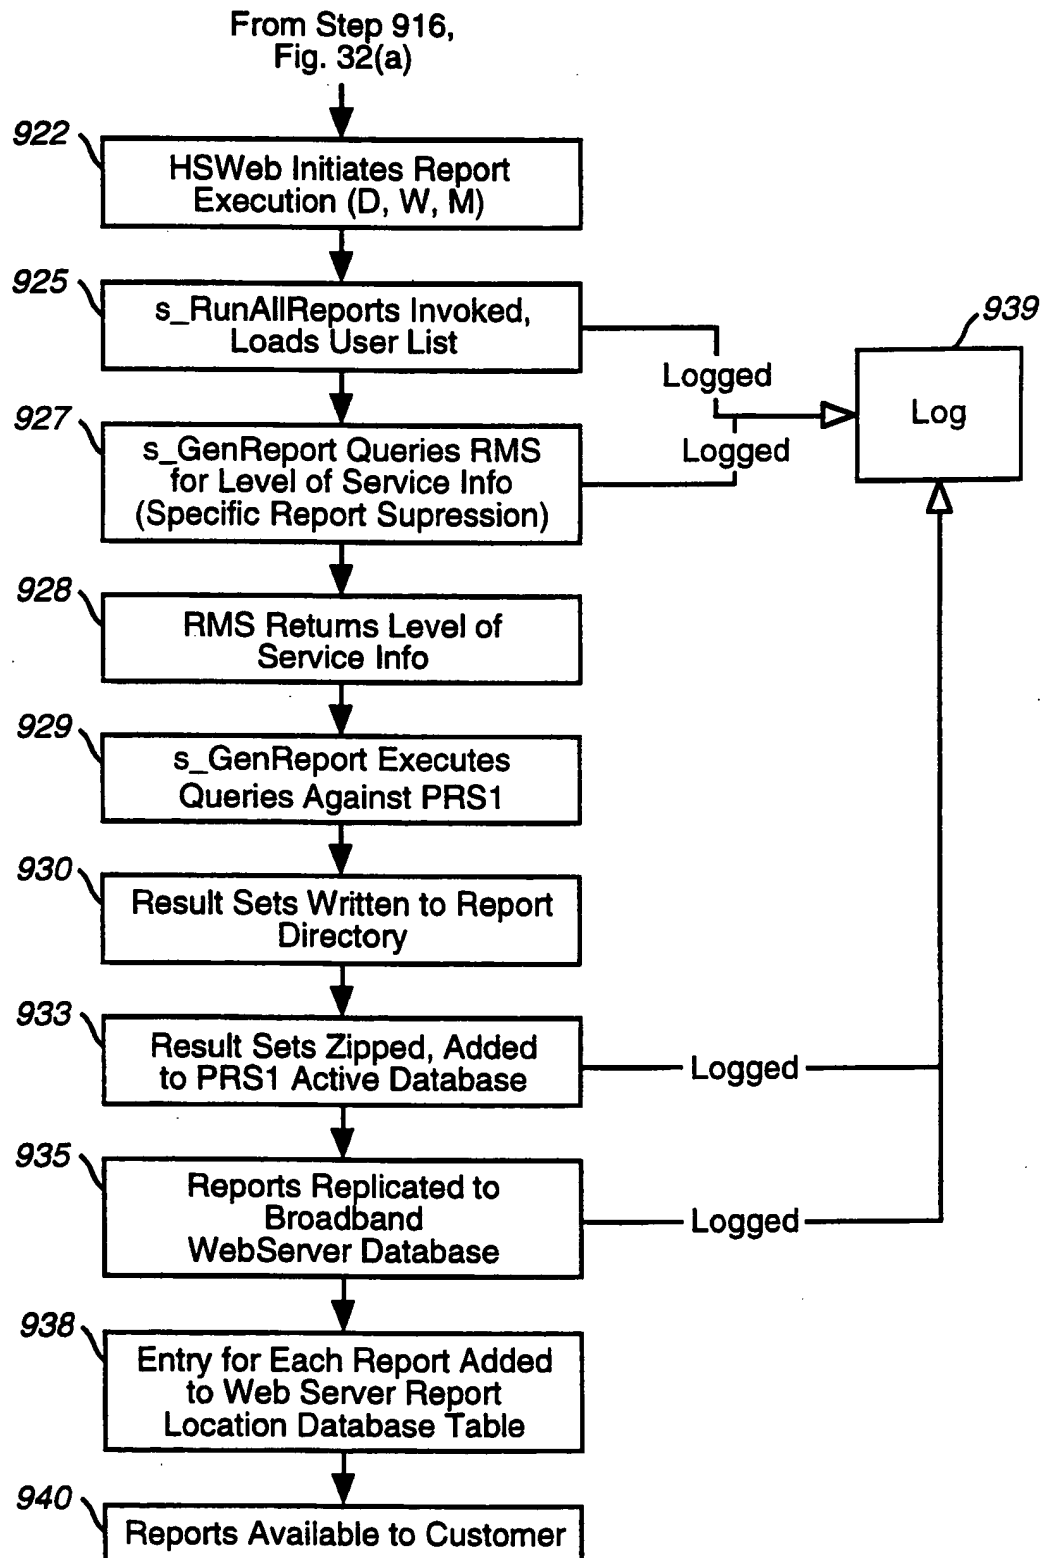 From Step 916,
Fig. 32(a)
922
HSWeb Initiates Report
Execution (D, W, M)
925
s_RunAllReports Invoked,
Loads User List
939
Logged
Log
927
s_GenReport Queries RMS
for Level of Service Info
(Specific Report Supression)
Logged
928
RMS Returns Level of
Service Info
929
s_GenReport Executes
Queries Against PRS1
930
Result Sets Written to Report
Directory
933
Result Sets Zipped, Added
to PRS1 Active Database
Logged
935
Reports Replicated to
Broadband
WebServer Database
Logged
938
Entry for Each Report Added
to Web Server Report
Location Database Table
940
Reports Available to Customer